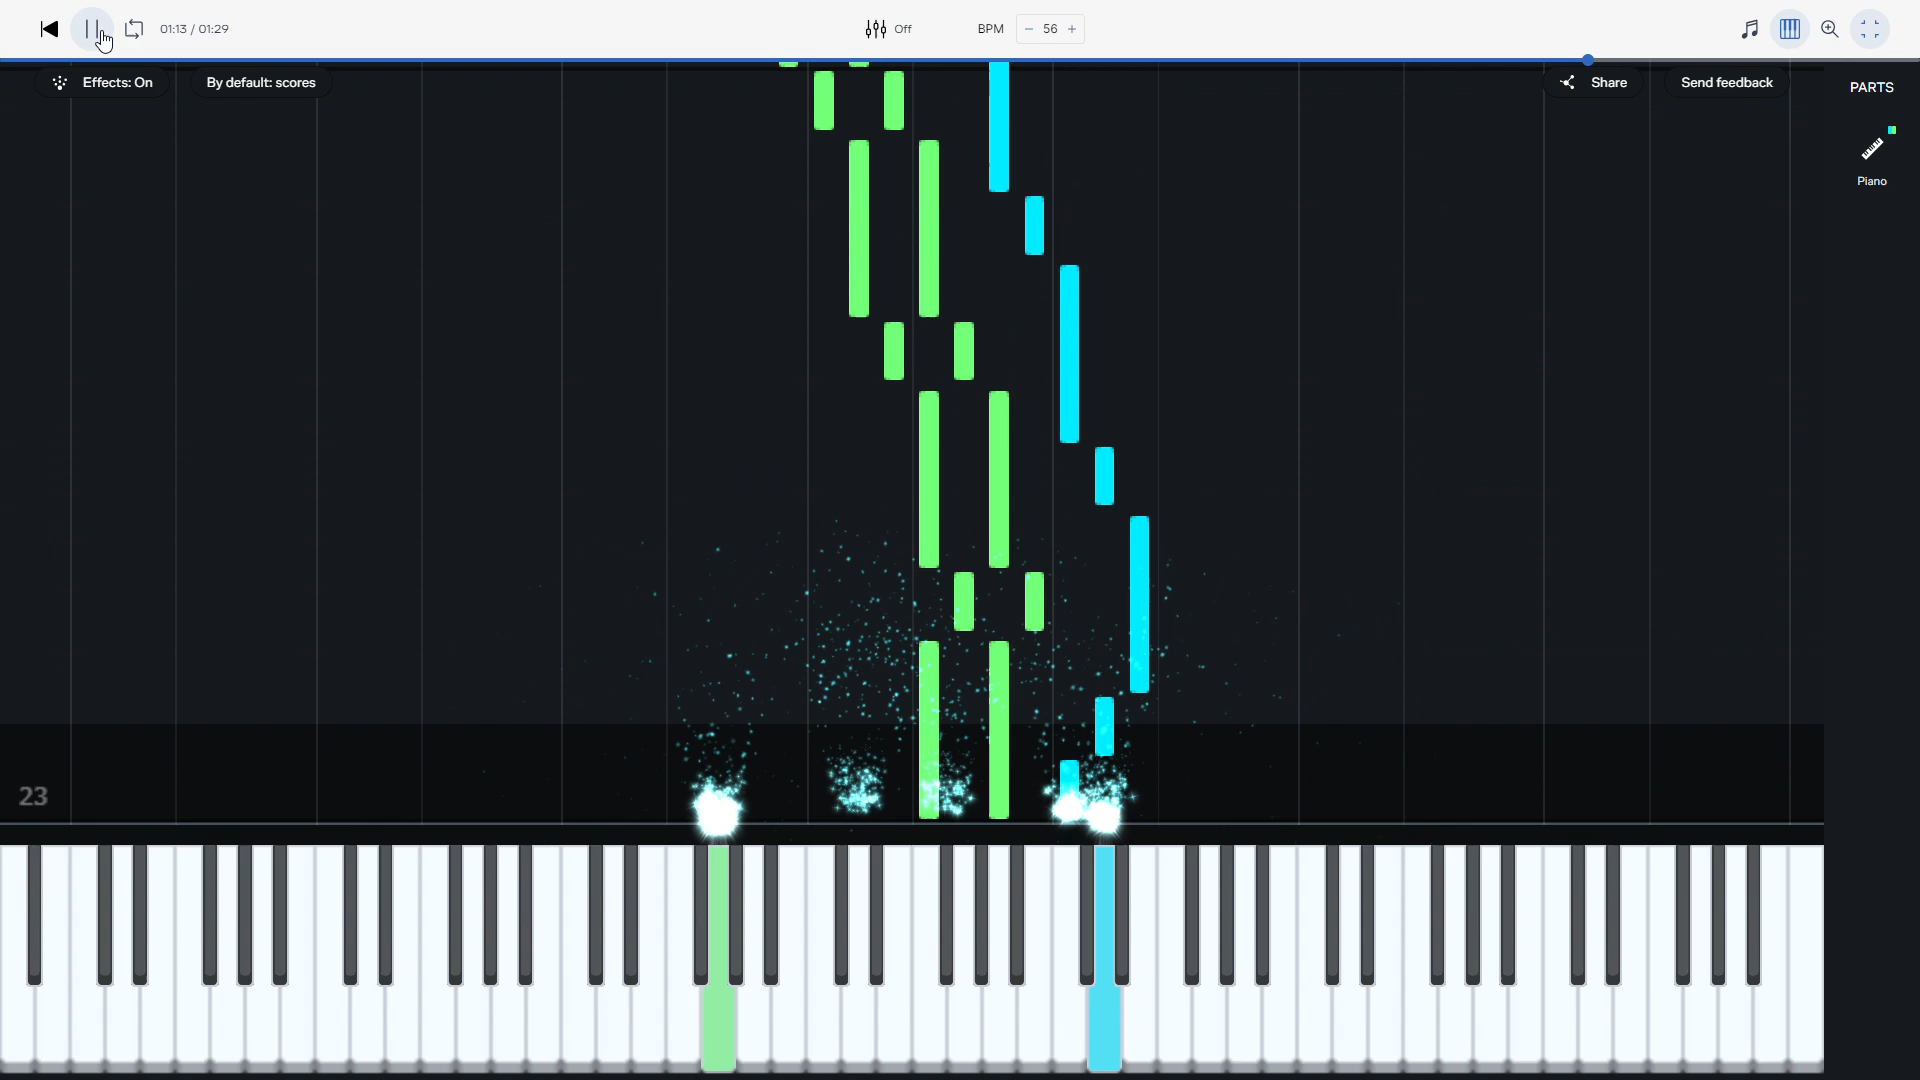 01:13 / 01:29
Off
BPM
− 56 +
Effects: On
By default: scores
Share
Send feedback
PARTS
Piano
23